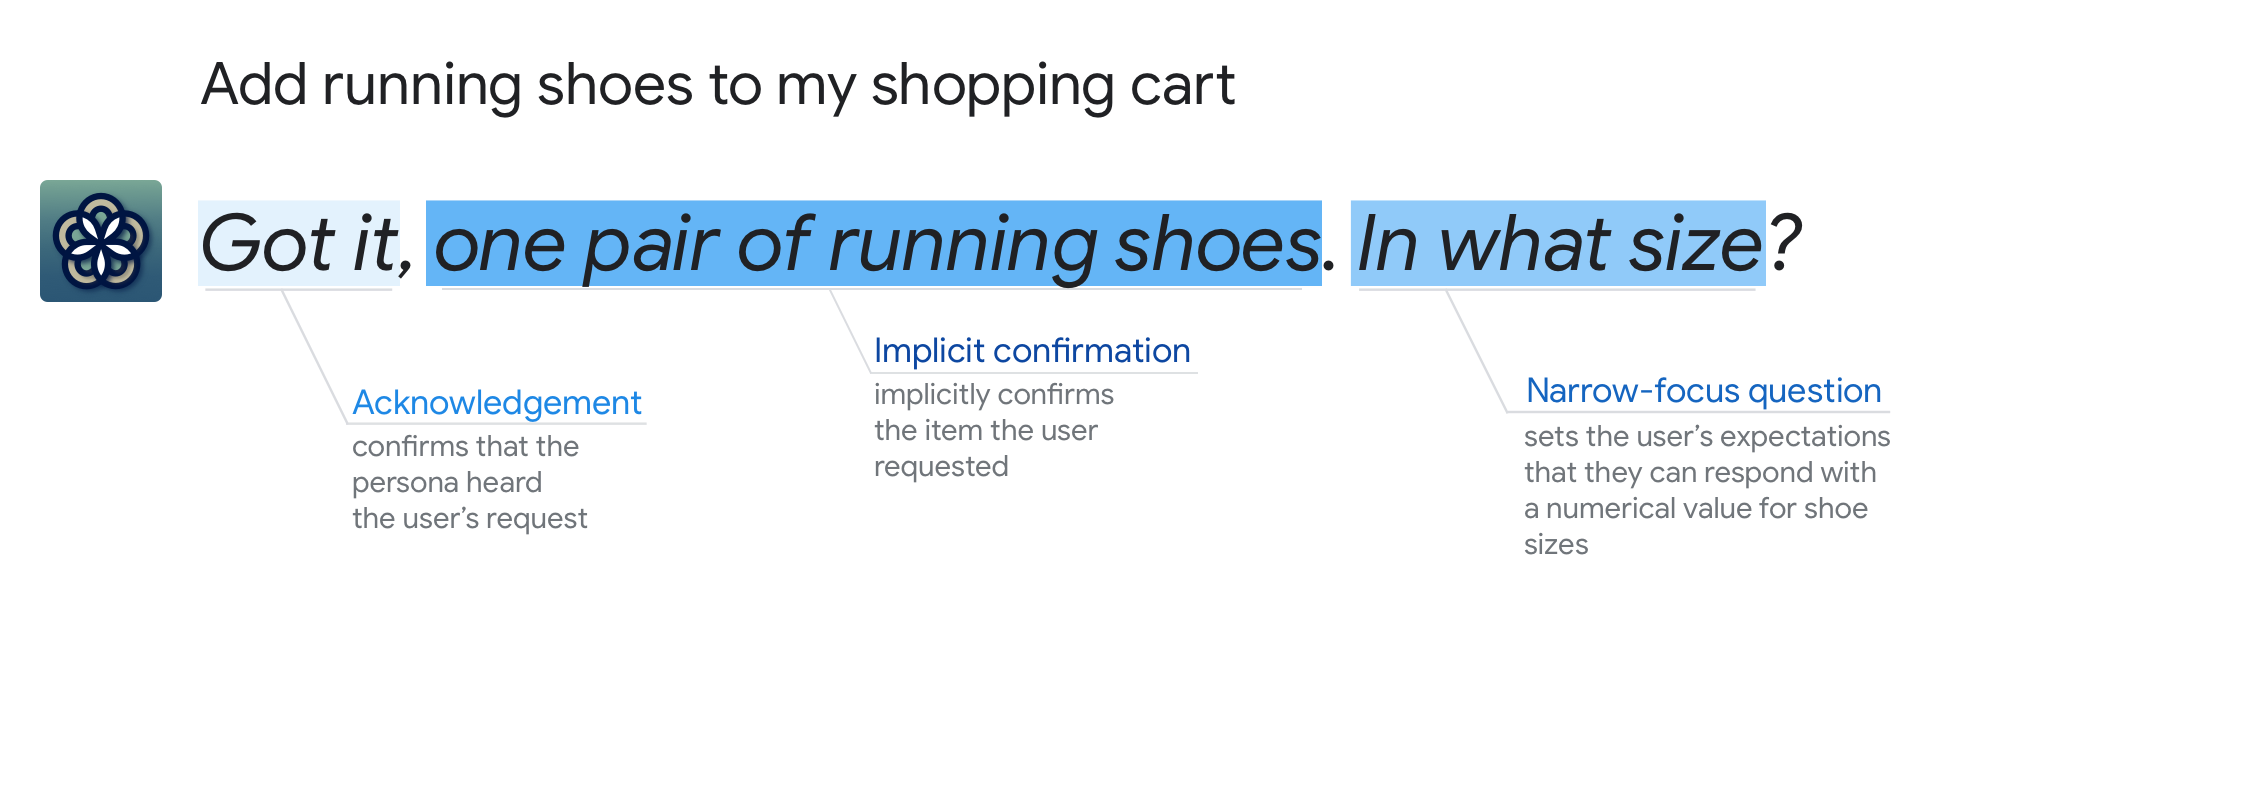 Add running shoes to my shopping cart
Got it, one pair of running shoes. In what size?
Acknowledgement
confirms that the
persona heard
the user’s request
Implicit confirmation
implicitly confirms
the item the user
requested
Narrow-focus question
sets the user’s expectations
that they can respond with
a numerical value for shoe
sizes